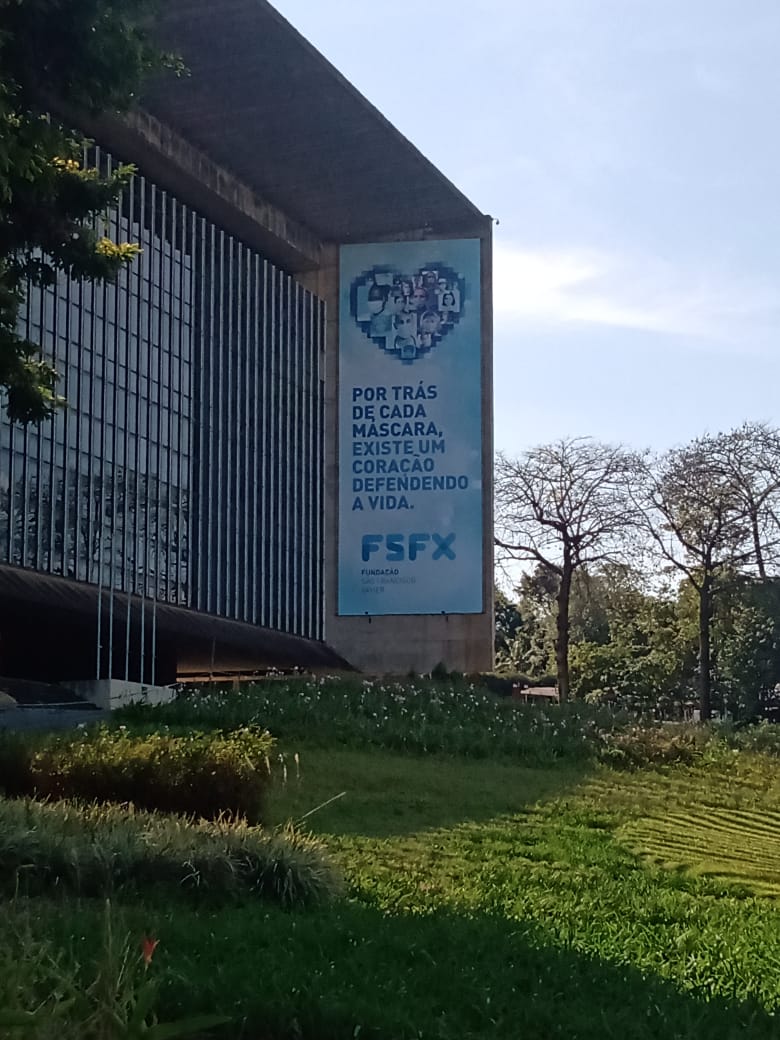 POR TRÁS
DE CADA
MÁSCARA,
EXISTE UM
CORAÇÃO
DEFENDENDO
A VIDA.
FSFX
FUNDAÇÃO
SÃO FRANCISCO
XAVIER